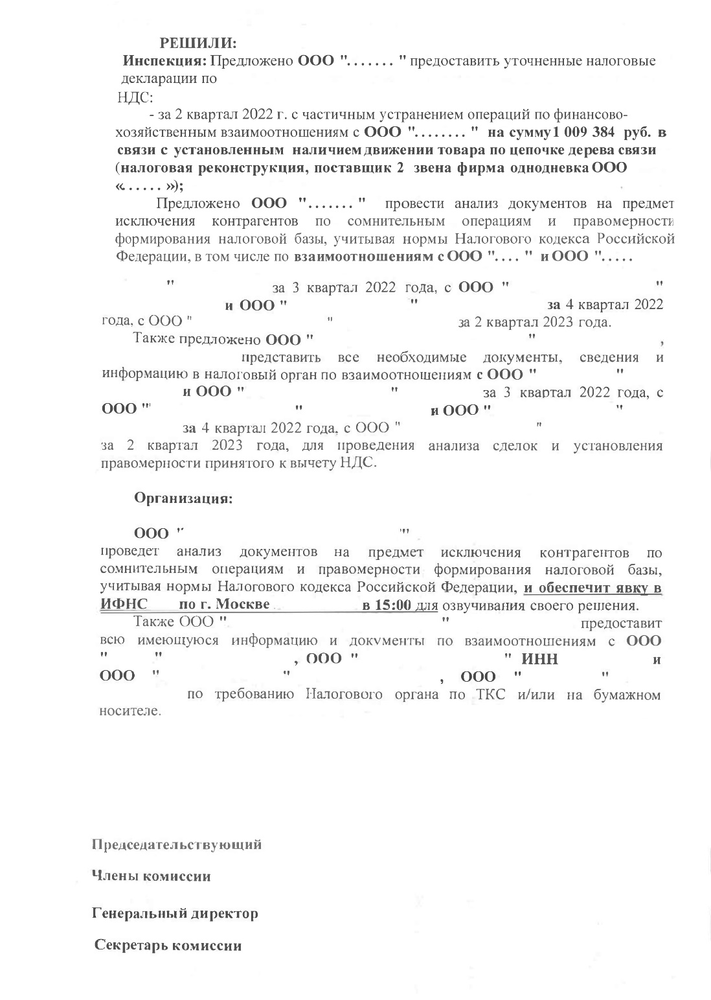 РЕШИЛИ:
Инспекция: Предложено ООО "....... " предоставить уточненные налоговые
декларации по
НДС:
- за 2 квартал 2022 г. с частичным устранением операций по финансово-
хозяйственным взаимоотношениям с ООО "........ " на сумму1 009 384 руб. в
связи с установленным наличием движении товара по цепочке дерева связи
(налоговая реконструкция, поставщик 2 звена фирма однодневка ООО
«...... »);
Предложено ООО "....... " провести анализ документов на предмет
исключения контрагентов по сомнительным операциям и правомерности
формирования налоговой базы, учитывая нормы Налогового кодекса Российской
Федерации, в том числе по взаимоотношениям с ООО ".... " и ООО ".....
" за 3 квартал 2022 года, с ООО " "
и ООО " " за 4 квартал 2022
года, с ООО " " за 2 квартал 2023 года.
Также предложено ООО " " ,
представить все необходимые документы, сведения и
информацию в налоговый орган по взаимоотношениям с ООО " "
и ООО " " за 3 квартал 2022 года, с
ООО "' " и ООО " "
за 4 квартал 2022 года, с ООО " "
за 2 квартал 2023 года, для проведения анализа сделок и установления
правомерности принятого к вычету НДС.
Организация:
ООО " "
проведет анализ документов на предмет исключения контрагентов по
сомнительным операциям и правомерности формирования налоговой базы,
учитывая нормы Налогового кодекса Российской Федерации, и обеспечит явку в
ИФНС по г. Москве в 15:00 для озвучивания своего решения.
Также ООО " " предоставит
всю имеющуюся информацию и документы по взаимоотношениям с ООО
" " , ООО " " ИНН и
ООО " " , ООО " "
по требованию Налогового органа по ТКС и/или на бумажном
носителе.
Председательствующий
Члены комиссии
Генеральный директор
Секретарь комиссии